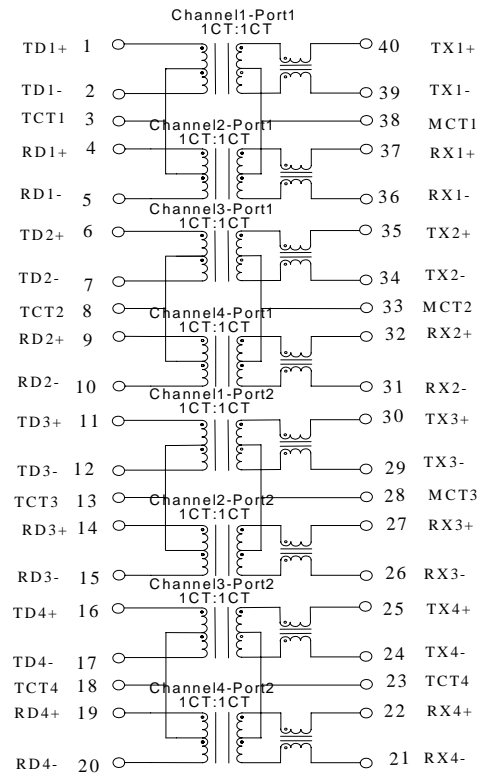 Channel1-Port1
1CT:1CT
TD1+ 1 40 TX1+
TD1- 2 39 TX1-
TCT1 3 38 MCT1
Channel2-Port1
RD1+ 4 1CT:1CT 37 RX1+
RD1- 5 36 RX1-
Channel3-Port1
1CT:1CT
TD2+ 6 35 TX2+
TD2- 7 34 TX2-
TCT2 8 33 MCT2
Channel4-Port1
1CT:1CT
RD2+ 9 32 RX2+
RD2- 10 31 RX2-
Channel1-Port2
1CT:1CT
TD3+ 11 30 TX3+
TD3- 12 29 TX3-
TCT3 13 28 MCT3
Channel2-Port2
1CT:1CT
RD3+ 14 27 RX3+
RD3- 15 26 RX3-
Channel3-Port2
1CT:1CT
TD4+ 16 25 TX4+
TD4- 17 24 TX4-
TCT4 18 23 TCT4
Channel4-Port2
1CT:1CT
RD4+ 19 22 RX4+
RD4- 20 21 RX4-